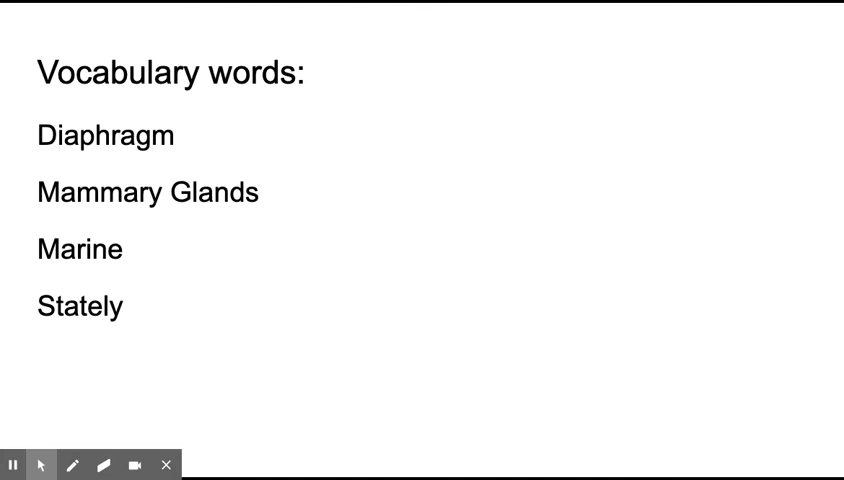 Vocabulary words:
Diaphragm
Mammary Glands
Marine
Stately